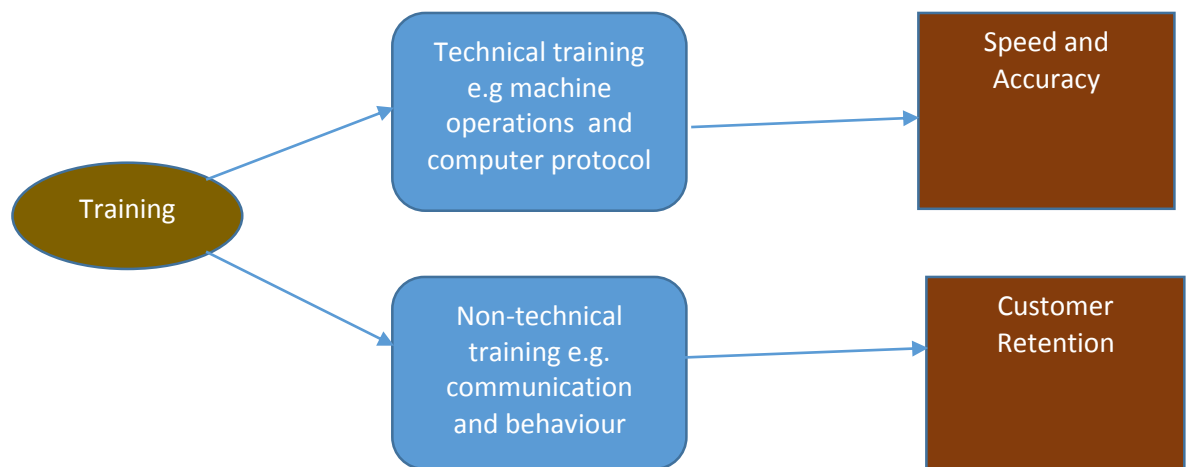 Training
Technical training
e.g machine
operations  and
computer protocol
Speed and
Accuracy
Non-technical
training e.g.
communication
and behaviour
Customer
Retention